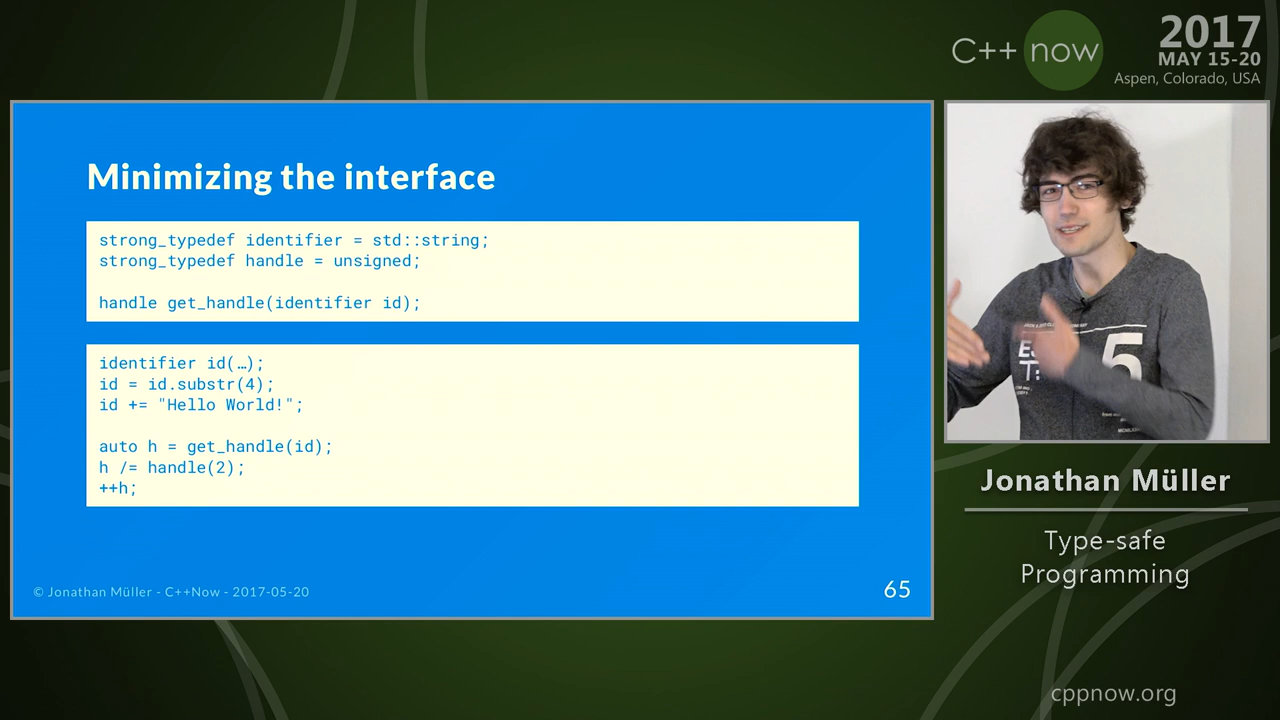 C++ now
2017
MAY 15-20
Aspen, Colorado, USA
Minimizing the interface
strong_typedef identifier = std::string;
strong_typedef handle = unsigned;
handle get_handle(identifier id);
identifier id(…);
id = id.substr(4);
id += "Hello World!";
auto h = get_handle(id);
h /= handle(2);
++h;
© Jonathan Müller - C++Now - 2017-05-20
65
5
Jonathan Müller
Type-safe
Programming
cppnow.org